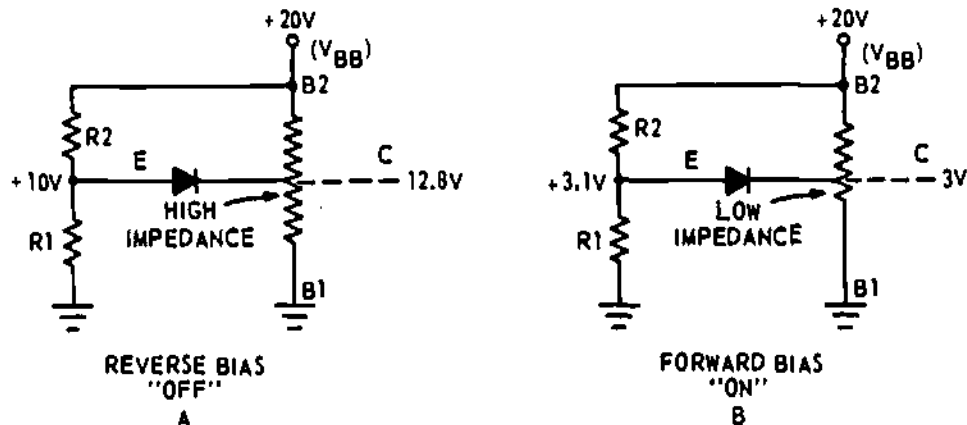 +20V
(VBB)
B2
R2
E
C
+10V
12.8V
HIGH
IMPEDANCE
R1
B1
REVERSE BIAS
"OFF"
A
+20V
(VBB)
B2
R2
E
C
+3.1V
3V
LOW
IMPEDANCE
R1
B1
FORWARD BIAS
"ON"
B